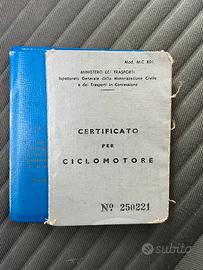 Mod. M.C. 801
MINISTERO DEI TRASPORTI
Ispettorato Generale della Motorizzazione Civile
e dei Trasporti in Concessione
CERTIFICATO
PER
CICLOMOTORE
Nº 250221
subito